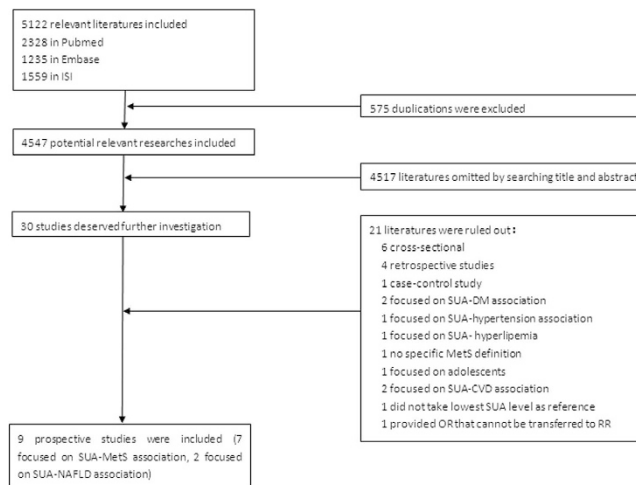 5122 relevant literatures included
2328 in Pubmed
1235 in Embase
1559 in ISI
575 duplications were excluded
4547 potential relevant researches included
4517 literatures omitted by searching title and abstract
30 studies deserved further investigation
21 literatures were ruled out:
6 cross-sectional
4 retrospective studies
1 case-control study
2 focused on SUA-DM association
1 focused on SUA-hypertension association
1 focused on SUA- hyperlipemia
1 no specific MetS definition
1 focused on adolescents
2 focused on SUA-CVD association
1 did not take lowest SUA level as reference
1 provided OR that cannot be transferred to RR
9 prospective studies were included (7
focused on SUA-MetS association, 2 focused
on SUA-NAFLD association)